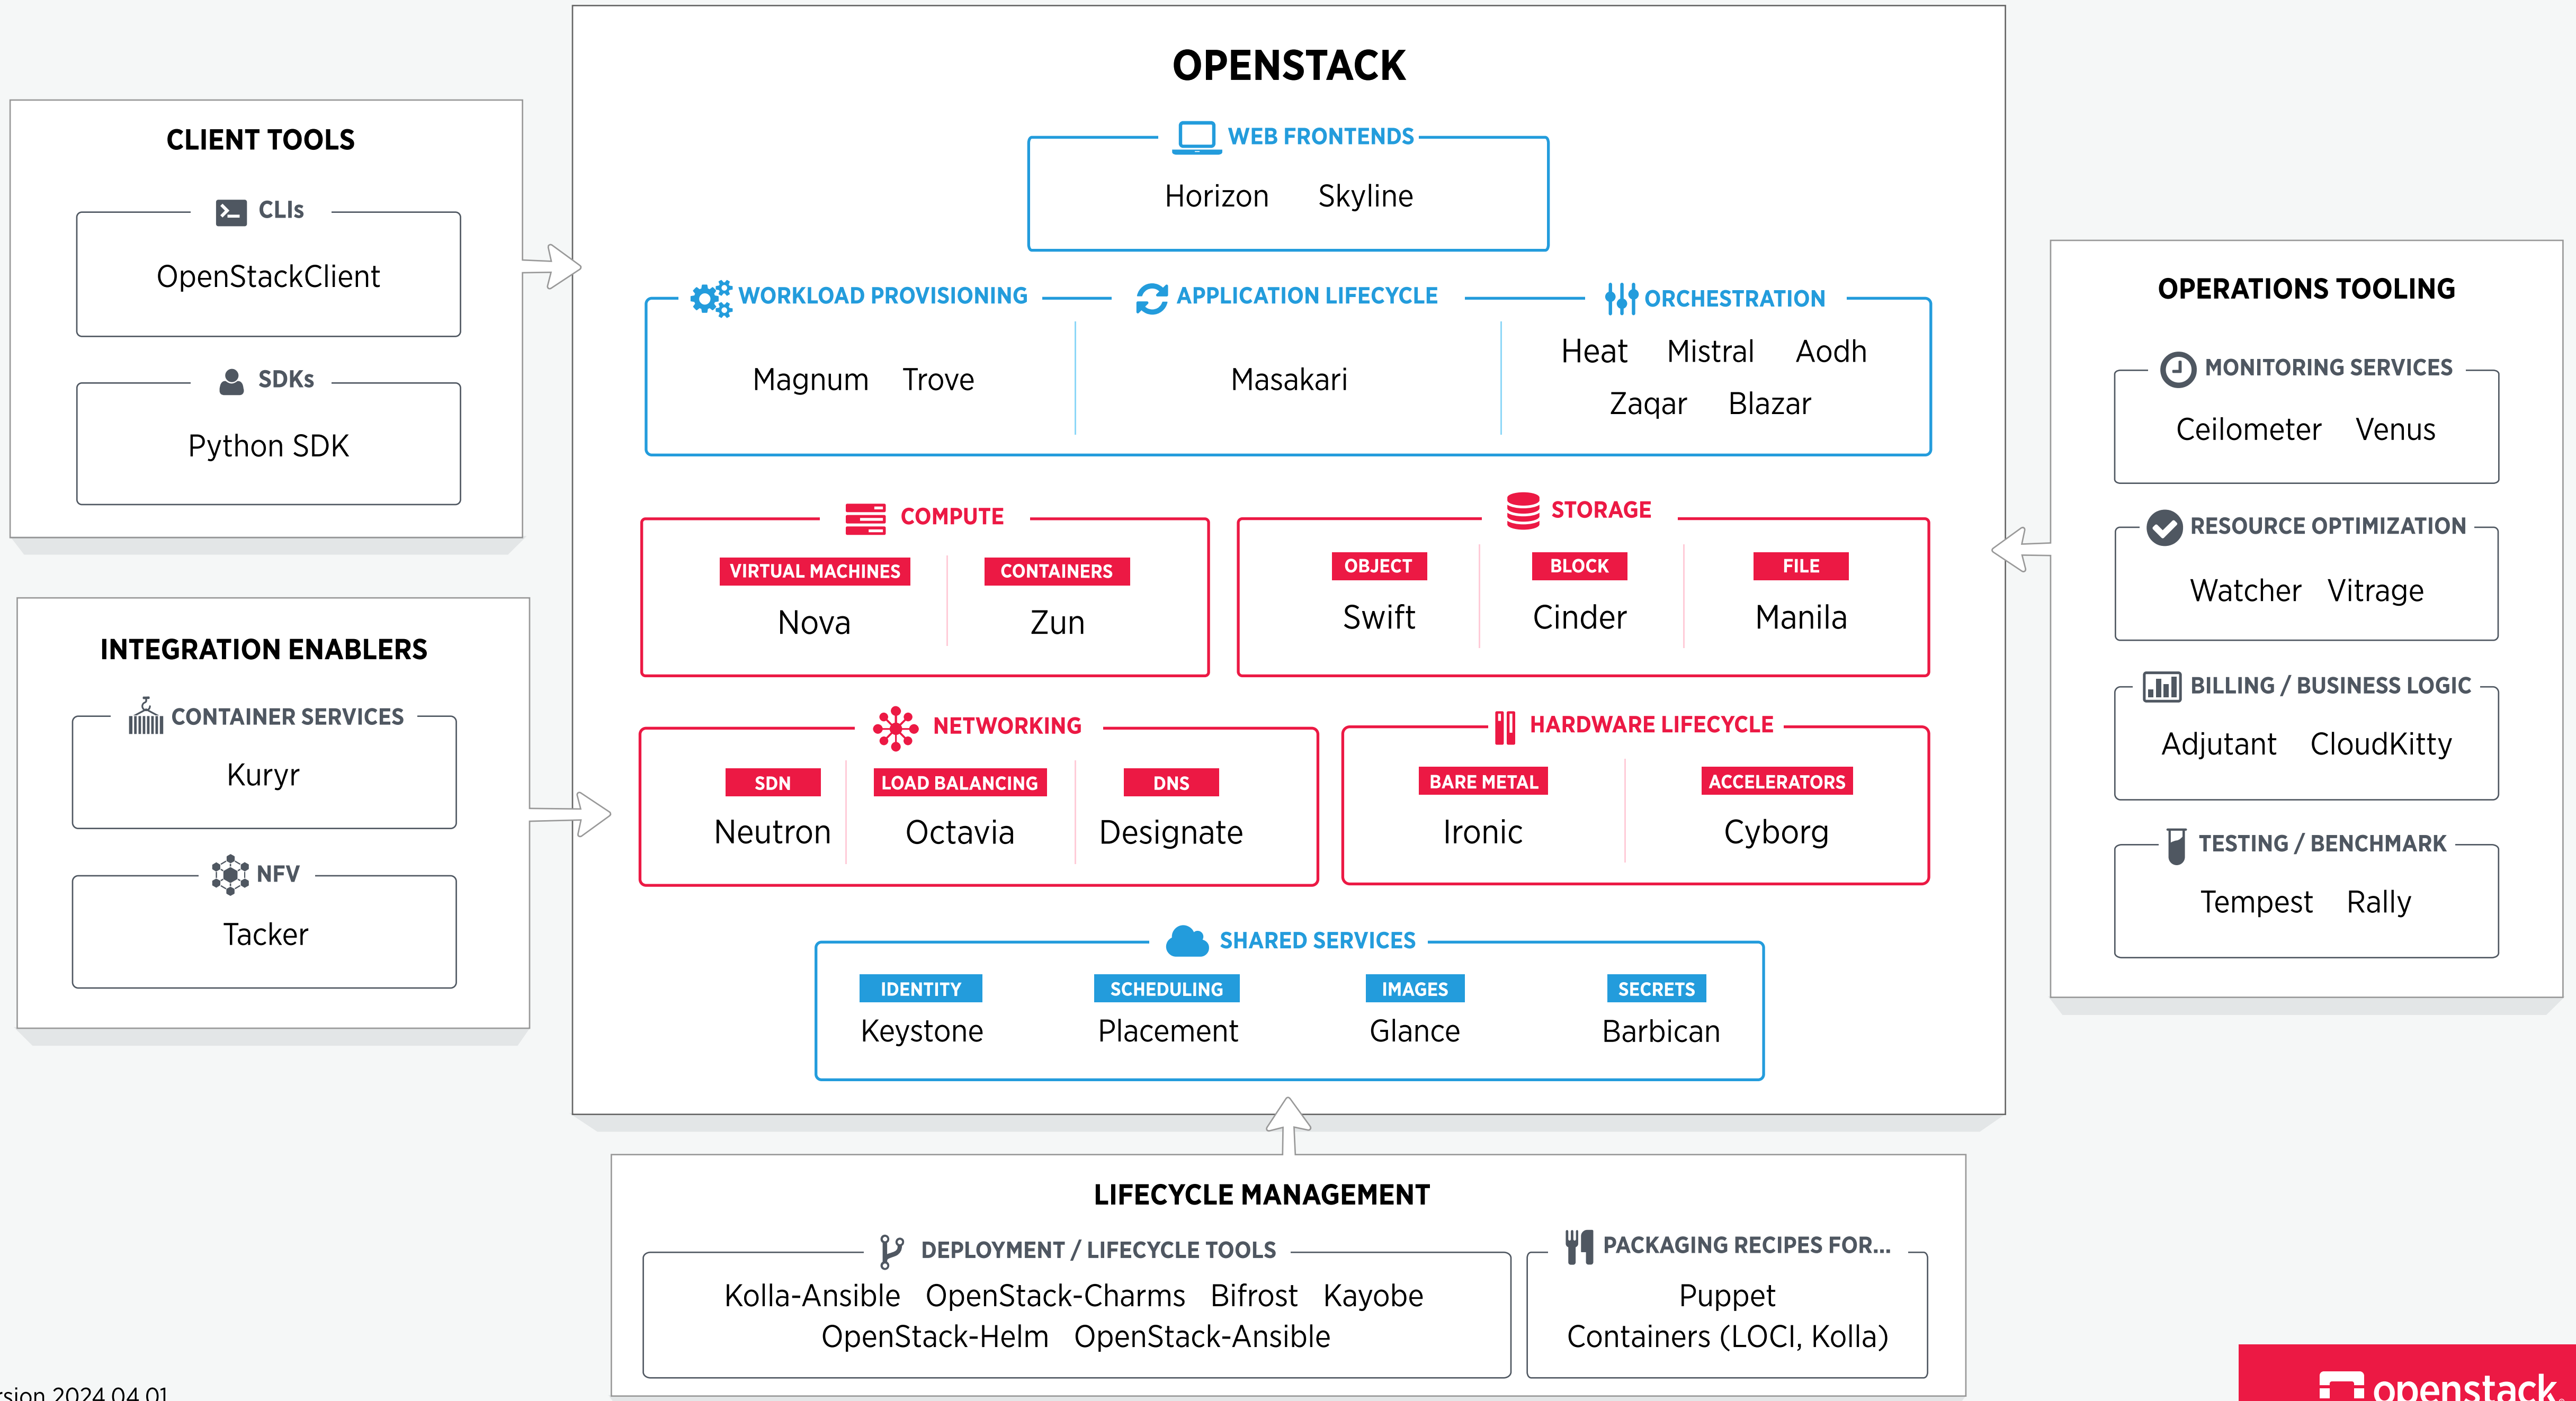 OPENSTACK
WEB FRONTENDS
Horizon Skyline
WORKLOAD PROVISIONING
Magnum Trove
APPLICATION LIFECYCLE
Masakari
ORCHESTRATION
Heat Mistral Aodh
Zaqar Blazar
COMPUTE
VIRTUAL MACHINES
Nova
CONTAINERS
Zun
STORAGE
OBJECT
Swift
BLOCK
Cinder
FILE
Manila
NETWORKING
SDN
Neutron
LOAD BALANCING
Octavia
DNS
Designate
HARDWARE LIFECYCLE
BARE METAL
Ironic
ACCELERATORS
Cyborg
SHARED SERVICES
IDENTITY
Keystone
SCHEDULING
Placement
IMAGES
Glance
SECRETS
Barbican
CLIENT TOOLS
CLIs
OpenStackClient
SDKs
Python SDK
INTEGRATION ENABLERS
CONTAINER SERVICES
Kuryr
NFV
Tacker
OPERATIONS TOOLING
MONITORING SERVICES
Ceilometer Venus
RESOURCE OPTIMIZATION
Watcher Vitrage
BILLING / BUSINESS LOGIC
Adjutant CloudKitty
TESTING / BENCHMARK
Tempest Rally
LIFECYCLE MANAGEMENT
DEPLOYMENT / LIFECYCLE TOOLS
Kolla-Ansible OpenStack-Charms Bifrost Kayobe
OpenStack-Helm OpenStack-Ansible
PACKAGING RECIPES FOR...
Puppet
Containers (LOCI, Kolla)
rsion 2024.04.01
openstack.